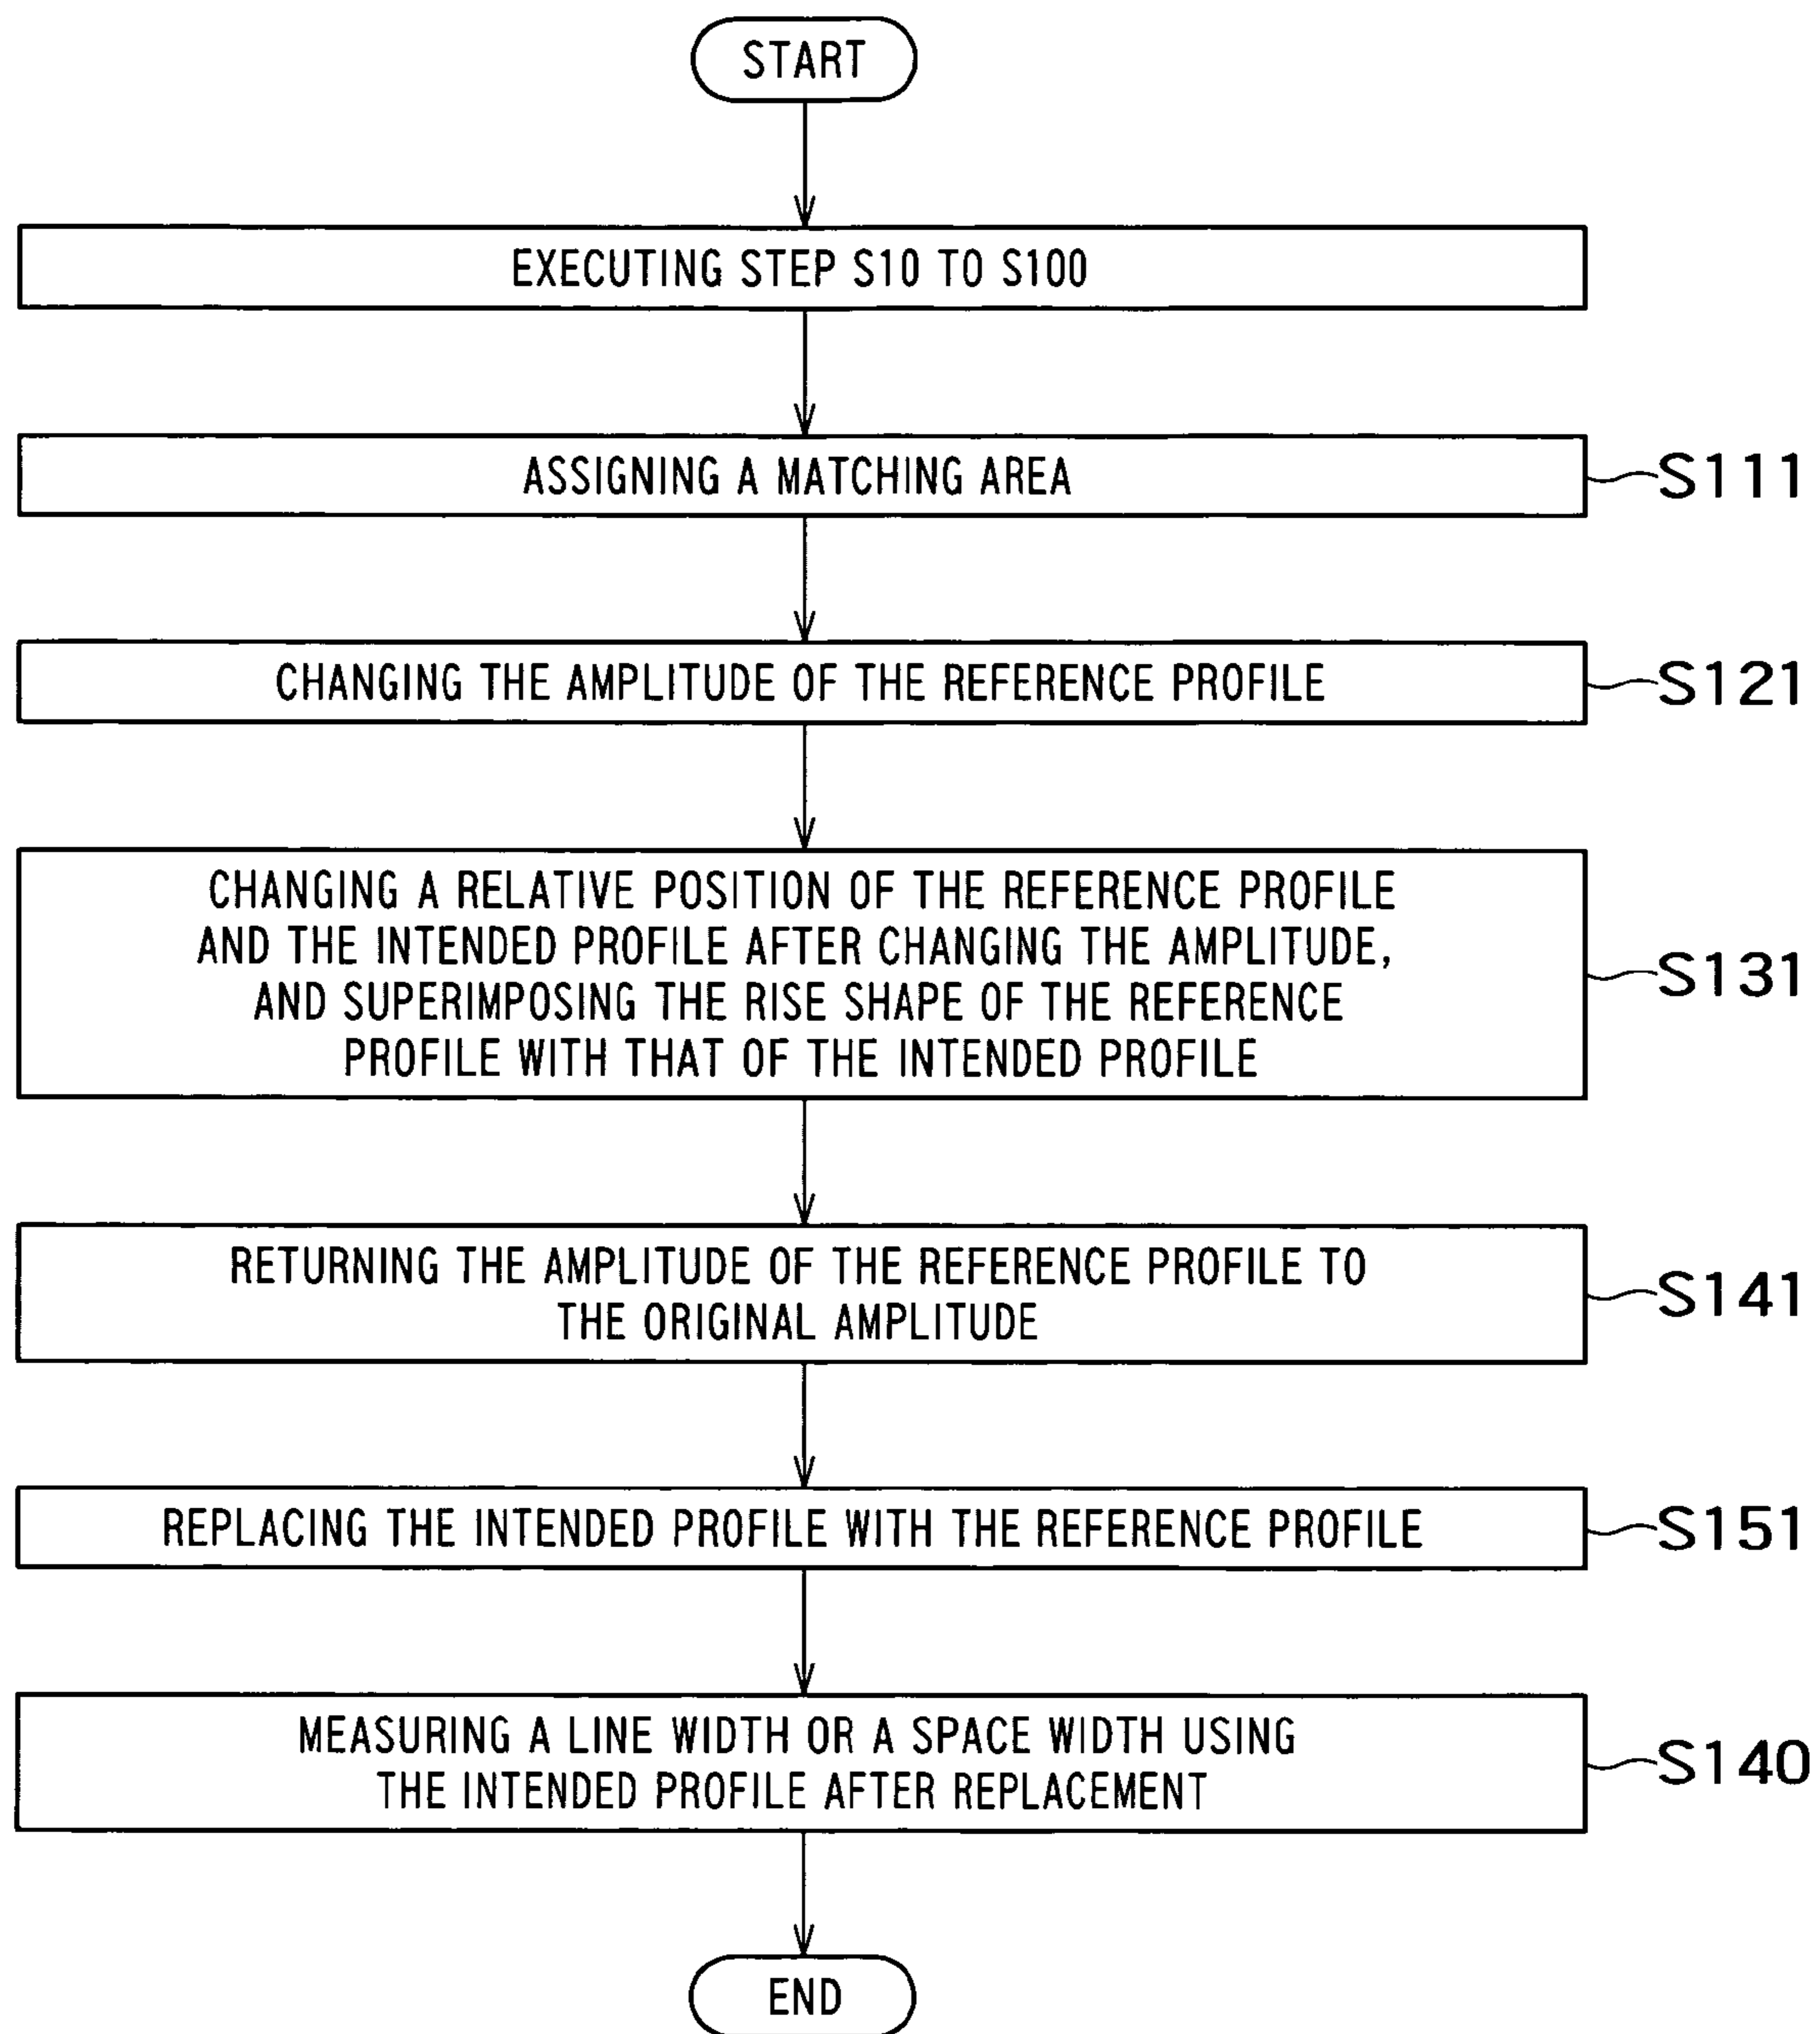 START
EXECUTING STEP S10 TO S100
ASSIGNING A MATCHING AREA
S111
CHANGING THE AMPLITUDE OF THE REFERENCE PROFILE
S121
CHANGING A RELATIVE POSITION OF THE REFERENCE PROFILE
AND THE INTENDED PROFILE AFTER CHANGING THE AMPLITUDE,
AND SUPERIMPOSING THE RISE SHAPE OF THE REFERENCE
PROFILE WITH THAT OF THE INTENDED PROFILE
S131
RETURNING THE AMPLITUDE OF THE REFERENCE PROFILE TO
THE ORIGINAL AMPLITUDE
S141
REPLACING THE INTENDED PROFILE WITH THE REFERENCE PROFILE
S151
MEASURING A LINE WIDTH OR A SPACE WIDTH USING
THE INTENDED PROFILE AFTER REPLACEMENT
S140
END